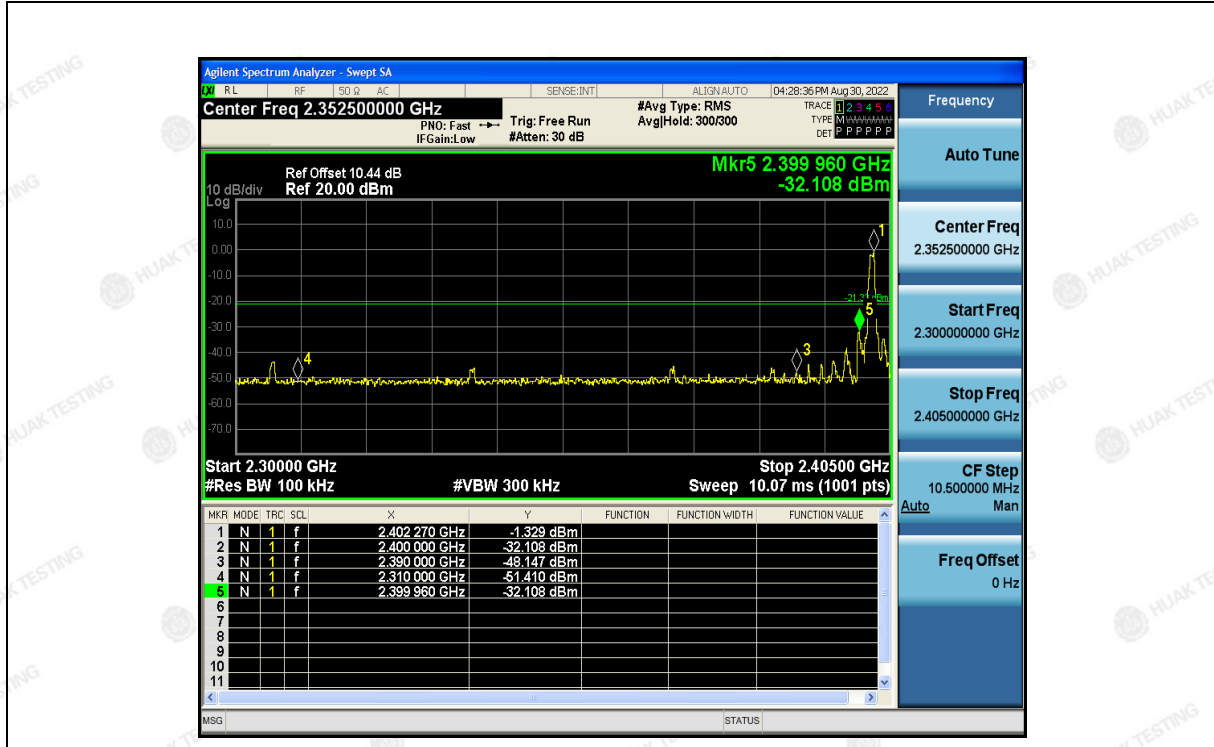 Agilent Spectrum Analyzer - Swept SA
LXI RL RF 50 Ω AC SENSE:INT ALIGN AUTO 04:28:36 PM Aug 30, 2022
Center Freq 2.352500000 GHz
PNO: Fast
IFGain:Low
Trig: Free Run
#Atten: 30 dB
#Avg Type: RMS
Avg|Hold: 300/300
TRACE 1 2 3 4 5 6
TYPE M W W W W W
DET P P P P P P
Mkr5 2.399 960 GHz
-32.108 dBm
Ref Offset 10.44 dB
10 dB/div Ref 20.00 dBm
Log
10.0
0.00
-10.0
-20.0
-30.0
-40.0
-50.0
-60.0
-70.0
1
5
3
4
Start 2.30000 GHz Stop 2.40500 GHz
#Res BW 100 kHz #VBW 300 kHz Sweep 10.07 ms (1001 pts)
MKR MODE TRC SCL X Y FUNCTION FUNCTION WIDTH FUNCTION VALUE
1 N 1 f 2.402 270 GHz -1.329 dBm
2 N 1 f 2.400 000 GHz -32.108 dBm
3 N 1 f 2.390 000 GHz -48.147 dBm
4 N 1 f 2.310 000 GHz -51.410 dBm
5 N 1 f 2.399 960 GHz -32.108 dBm
6
7
8
9
10
11
MSG STATUS
Frequency
Auto Tune
Center Freq
2.352500000 GHz
Start Freq
2.300000000 GHz
Stop Freq
2.405000000 GHz
CF Step
10.500000 MHz
Auto Man
Freq Offset
0 Hz
HUAK TESTING